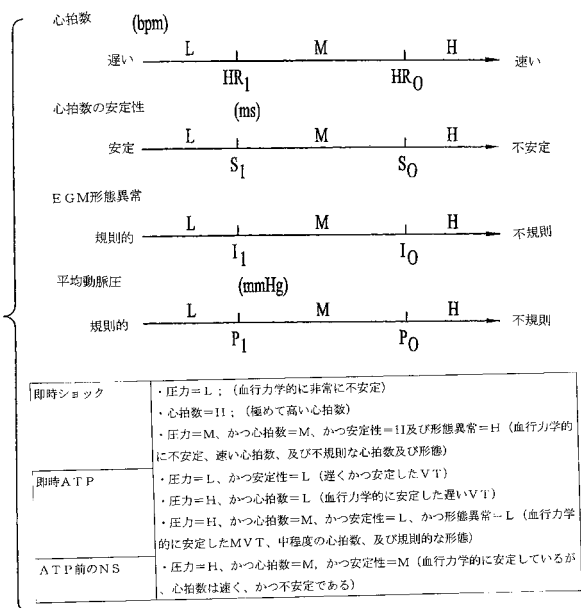 心拍数 (bpm)
L M H
遅い 速い
HR1 HRO
心拍数の安定性 (ms)
L M H
安定 不安定
S1 SO
EGM形態異常
L M H
規則的 不規則
I1 IO
平均動脈圧 (mmHg)
L M H
規則的 不規則
P1 PO
即時ショック
・圧力=L;(血行力学的に非常に不安定)
・心拍数=H;(極めて高い心拍数)
・圧力=M、かつ心拍数=M、かつ安定性=H及び形態異常=H(血行力学的
に不安定、速い心拍数、及び不規則な心拍数及び形態)
即時ATP
・圧力=L、かつ安定性=L(遅くかつ安定したVT)
・圧力=H、かつ心拍数=L(血行力学的に安定した遅いVT)
・圧力=H、かつ心拍数=M、かつ安定性=L、かつ形態異常=L(血行力学
的に安定したMVT、中程度の心拍数、及び規則的な形態)
ATP前のNS
・圧力=H、かつ心拍数=M,かつ安定性=M(血行力学的に安定しているが
、心拍数は速く、かつ不安定である)